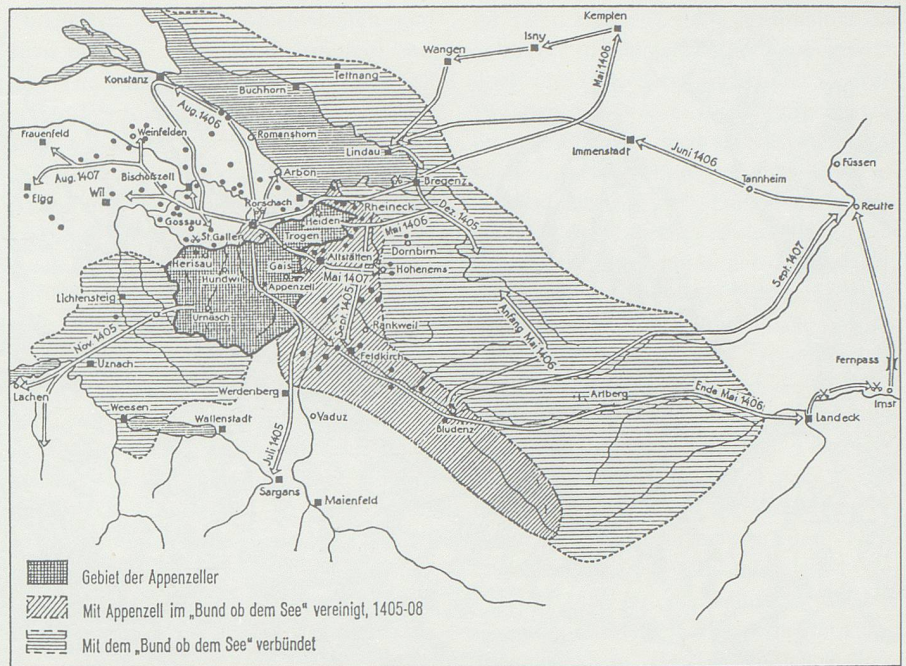 Kempten
Isny
Wangen
Mai 1406
Tettnang
Konstanz
Buchhorn
Aug. 1406
Frauenfeld
Weinfelden
Romanshorn
Lindau
Immenstadt
Juni 1406
Füssen
Tannheim
Aug. 1407
Bischofszell
Arbon
Bregenz
Elgg
Wil
Rorschach
Rheineck
Dez. 1405
Reutte
Gossau
Heiden
St.Gallen
Trogen
Mai 1406
Dornbirn
Herisau
Gais
Altstätten
Hohenems
Hundwil
Appenzell
Mai 1407
Sept. 1407
Lichtensteig
Urnäsch
Sept. 1405
Rankweil
Anfang Mai 1406
Nov. 1405
Feldkirch
Uznach
Fernpass
Lachen
Werdenberg
Arlberg
Ende Mai 1406
Imst
Weesen
Wallenstadt
Vaduz
Bludenz
Landeck
Juli 1405
Sargans
Maienfeld
Gebiet der Appenzeller
Mit Appenzell im „Bund ob dem See" vereinigt, 1405-08
Mit dem „Bund ob dem See" verbündet